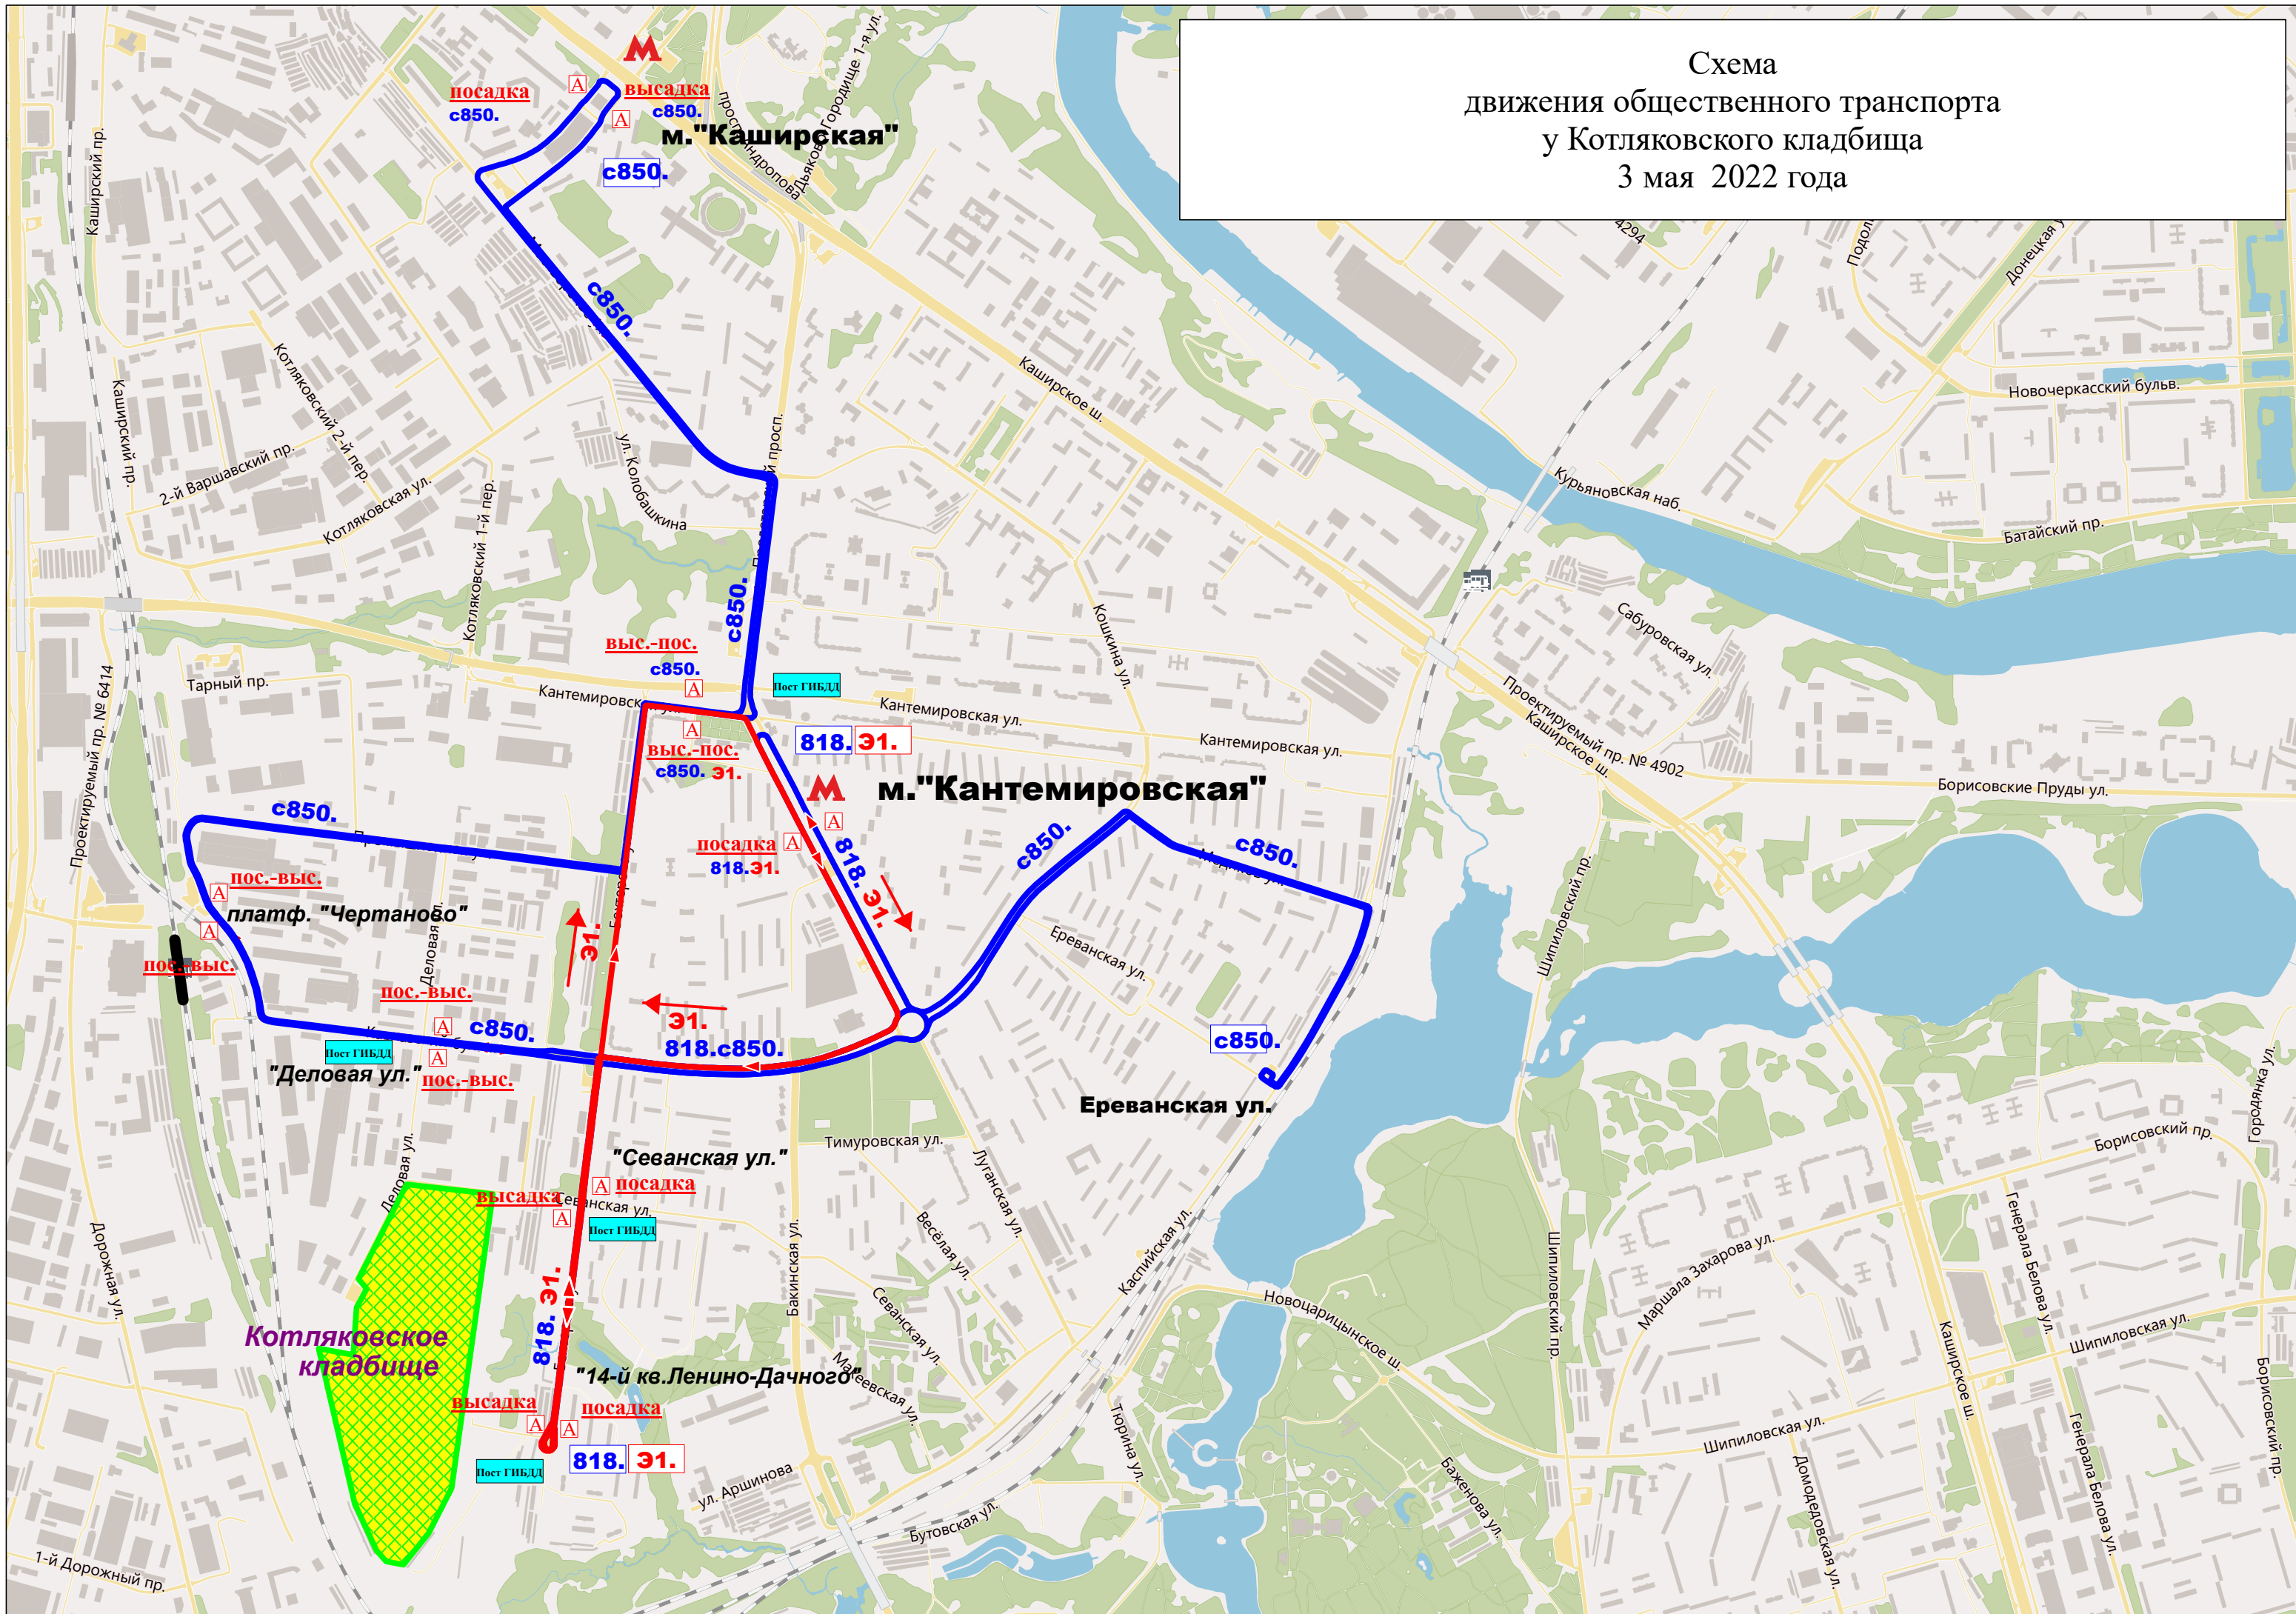 Схема
движения общественного транспорта
у Котляковского кладбища
3 мая 2022 года
посадка
с850.
высадка
с850.
м."Каширская"
с850.
1-я ул.
Каширский пр.
с850.
4294
Донецкая
Котляковский 2-й пер.
Каширский пр.
Каширское ш.
Новочеркасский бульв.
2-й Варшавский пр.
ул. Колобашкина
Котляковская ул.
Котляковский 1-й пер.
Курьяновская наб.
Батайский пр.
с850.
Кошкина ул.
Сабуровская ул.
выс.-пос.
с850.
Пост ГИБДД
Тарный пр.
Проектируемый пр. № 6414
Кантемировская ул.
Кантемировская ул.
Проектируемый пр. № 4902
Каширское ш.
Борисовские Пруды ул.
выс.-пос.
с850. Э1.
818. Э1.
м."Кантемировская"
с850.
посадка
818.Э1.
818. Э1.
с850.
с850.
пос.-выс.
платф. "Чертаново"
Деловая ул.
Э1.
Ереванская ул.
Шипиловский пр.
пос.-выс.
пос.-выс.
с850.
Э1.
818.с850.
с850.
Пост ГИБДД
"Деловая ул."
пос.-выс.
Ереванская ул.
Тимуровская ул.
"Севанская ул."
посадка
высадка
Севанская ул.
Пост ГИБДД
Деловая ул.
Луганская ул.
Борисовский пр.
Городянка ул.
Дорожная ул.
Бакинская ул.
Весёлая ул.
Каспийская ул.
Шипиловский пр.
Маршала Захарова ул.
Генерала Белова ул.
818. Э1.
Севанская ул.
Новоцарицынское ш.
Каширское ш.
Шипиловская ул.
Котляковское
кладбище
"14-й кв.Ленино-Дачного"
Борисовский пр.
высадка
посадка
818. Э1.
Пост ГИБДД
ул. Аршинова
Тюрина ул.
Шипиловская ул.
Баженова ул.
Домодедовская ул.
Генерала Белова ул.
Бутовская ул.
1-й Дорожный пр.